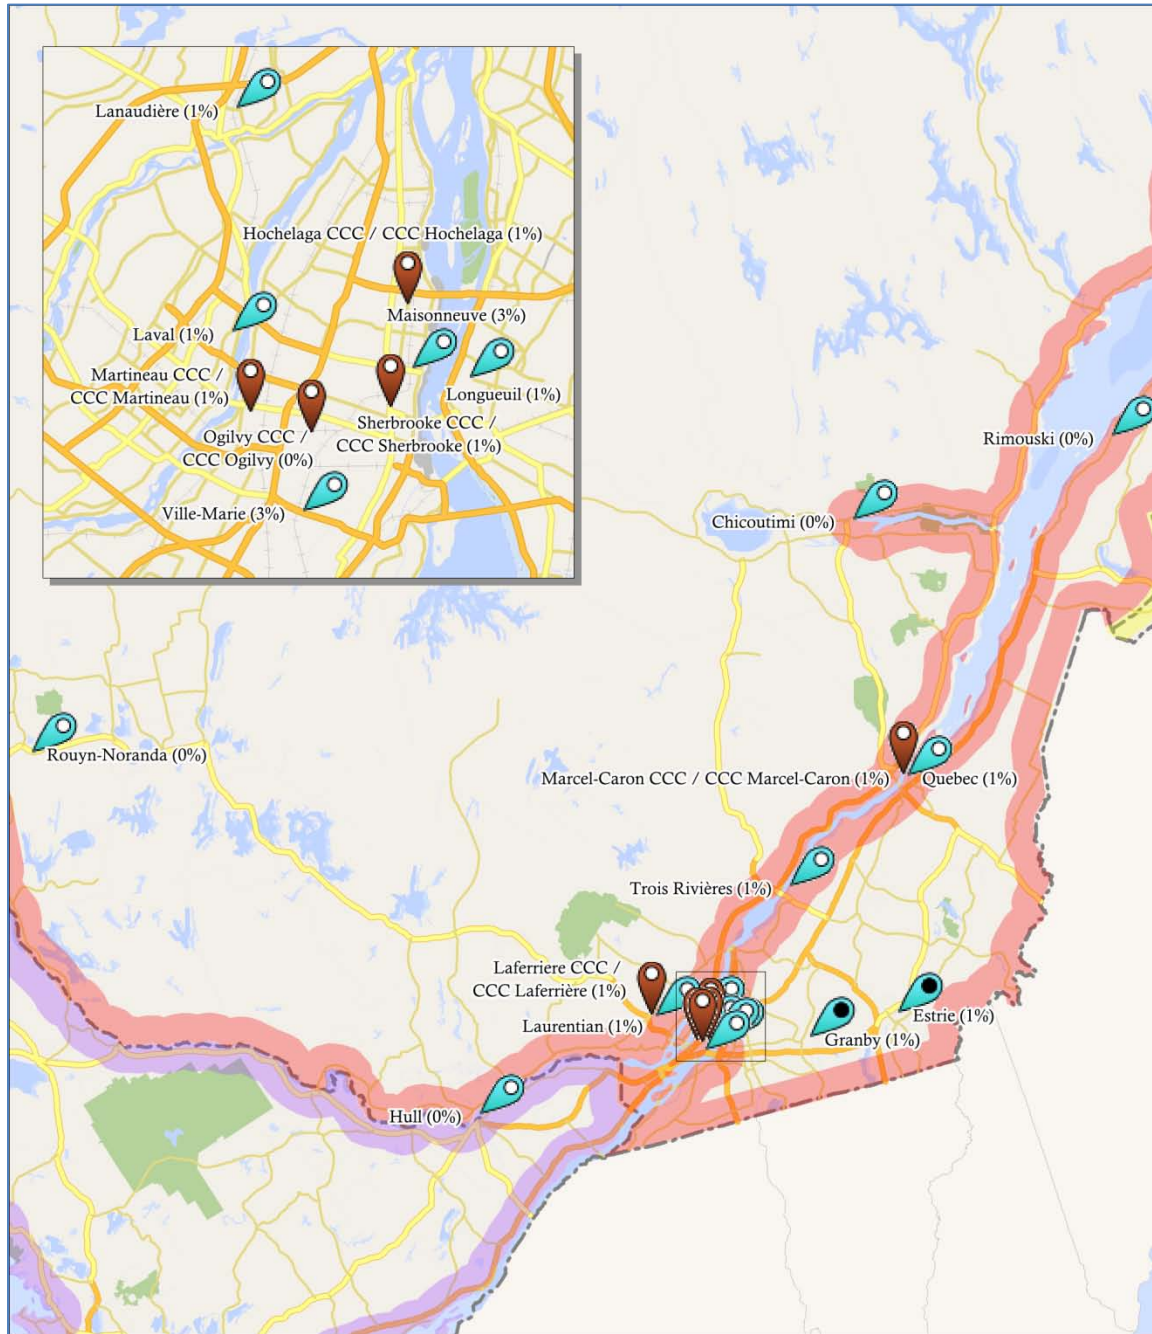 Lanaudière (1%)
Hochelaga CCC / CCC Hochelaga (1%)
Maisonneuve (3%)
Laval (1%)
Martineau CCC /
CCC Martineau (1%)
Longueuil (1%)
Ogilvy CCC /
CCC Ogilvy (0%)
Sherbrooke CCC /
CCC Sherbrooke (1%)
Ville-Marie (3%)
Rimouski (0%)
Chicoutimi (0%)
Rouyn-Noranda (0%)
Marcel-Caron CCC / CCC Marcel-Caron (1%)
Quebec (1%)
Trois Rivières (1%)
Laferriere CCC /
CCC Laferrière (1%)
Laurentian (1%)
Estrie (1%)
Granby (1%)
Hull (0%)